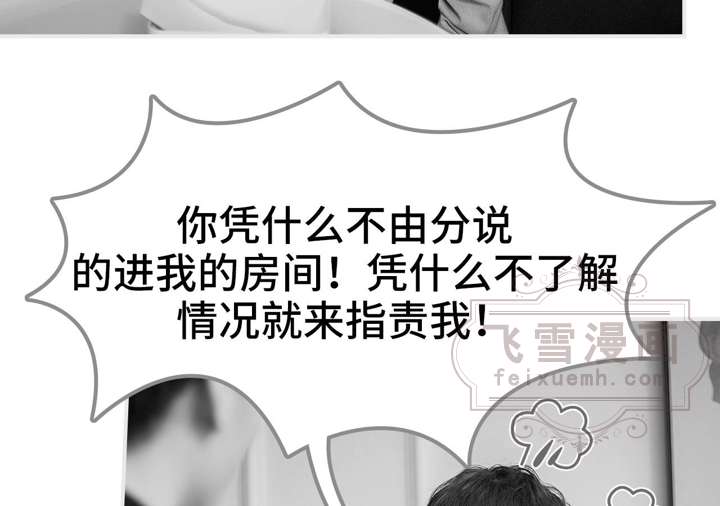 你凭什么不由分说
的进我的房间！凭什么不了解
情况就来指责我！
飞雪漫画
feixuemh.com